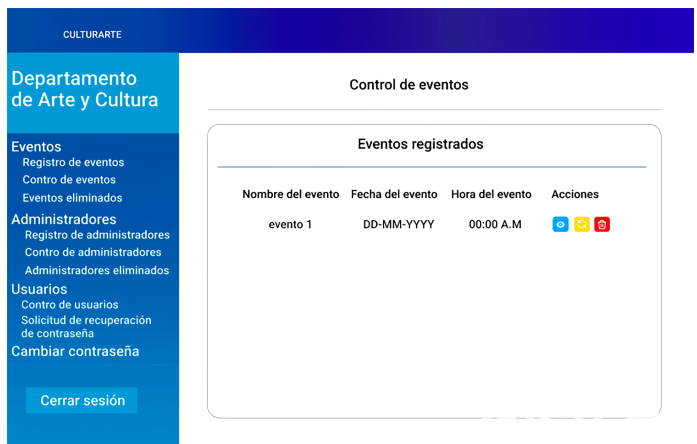 CULTURARTE
Departamento
de Arte y Cultura
Eventos
Registro de eventos
Contro de eventos
Eventos eliminados
Administradores
Registro de administradores
Contro de administradores
Administradores eliminados
Usuarios
Contro de usuarios
Solicitud de recuperación
de contraseña
Cambiar contraseña
Cerrar sesión
Control de eventos
Eventos registrados
Nombre del evento Fecha del evento Hora del evento Acciones
evento 1 DD-MM-YYYY 00:00 A.M